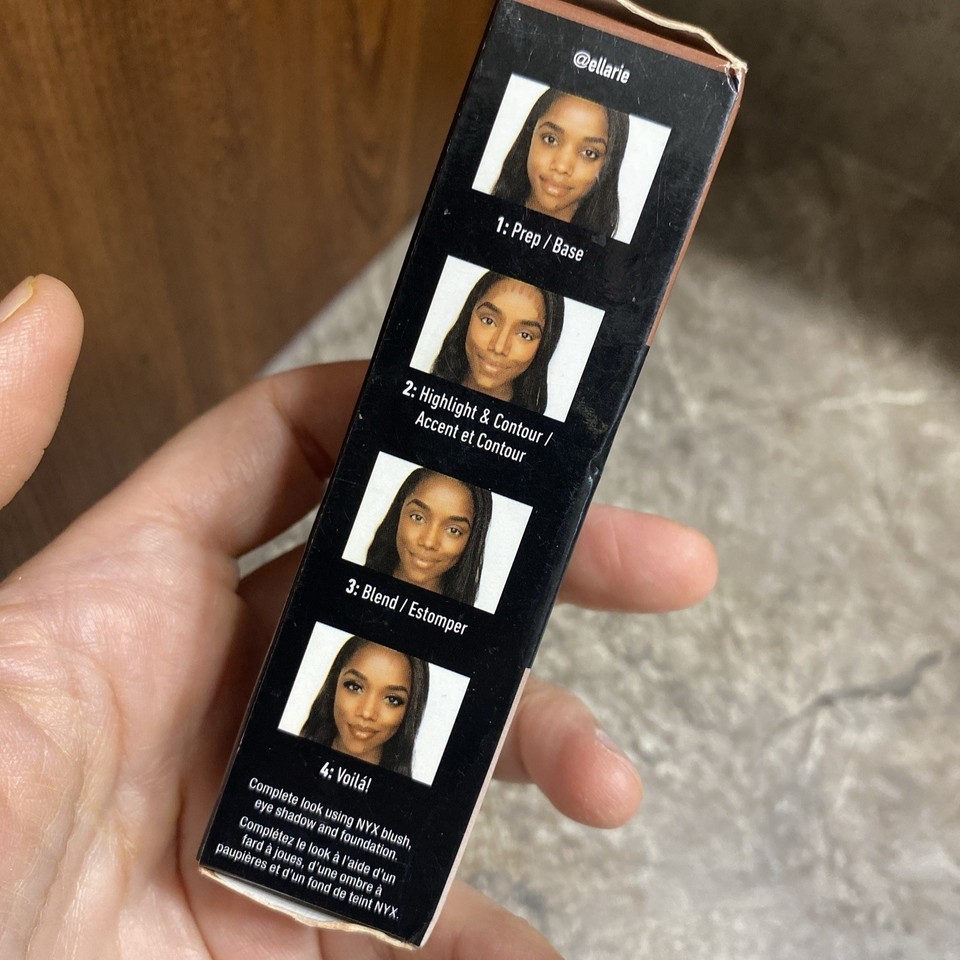 @ellarie
1: Prep / Base
2: Highlight & Contour /
Accent et Contour
3: Blend / Estomper
4: Voilá!
Complete look using NYX blush,
eye shadow and foundation.
Complétez le look à l'aide d'un
fard à joues, d'une ombre à
paupières et d'un fond de teint NYX.